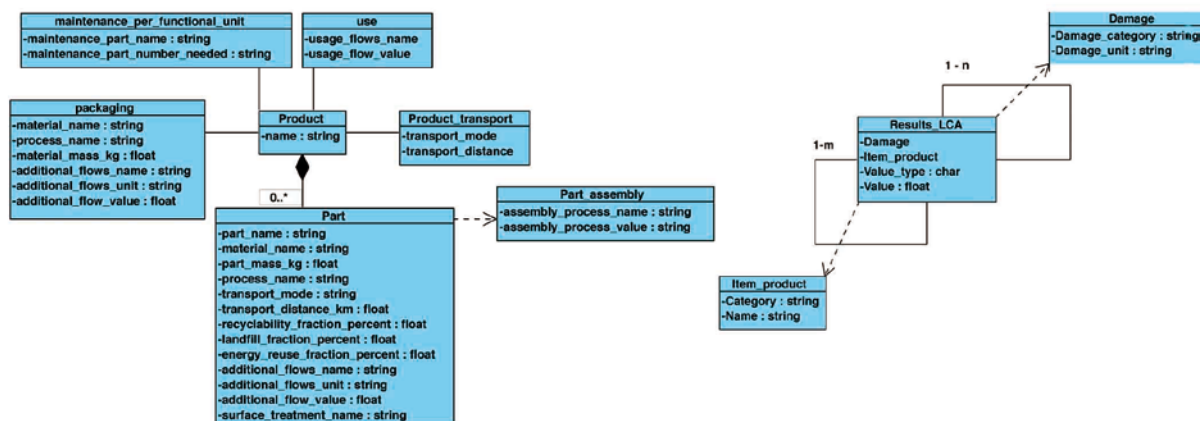 maintenance_per_functional_unit
-maintenance_part_name : string
-maintenance_part_number_needed : string
use
-usage_flows_name
-usage_flow_value
packaging
-material_name : string
-process_name : string
-material_mass_kg : float
-additional_flows_name : string
-additional_flows_unit : string
-additional_flow_value : float
Product
-name : string
Product_transport
-transport_mode
-transport_distance
0..*
Part
-part_name : string
-material_name : string
-part_mass_kg : float
-process_name : string
-transport_mode : string
-transport_distance_km : float
-recyclability_fraction_percent : float
-landfill_fraction_percent : float
-energy_reuse_fraction_percent : float
-additional_flows_name : string
-additional_flows_unit : string
-additional_flow_value : float
-surface_treatment_name : string
Part_assembly
-assembly_process_name : string
-assembly_process_value : string
Damage
-Damage_category : string
-Damage_unit : string
1 - n
Results_LCA
-Damage
-Item_product
-Value_type : char
-Value : float
1-m
Item_product
-Category : string
-Name : string